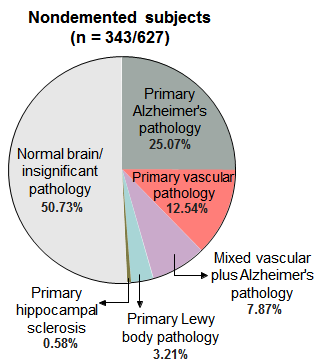 Nondemented subjects
(n = 343/627)
Primary
Alzheimer's
pathology
25.07%
Normal brain/
insignificant
pathology
50.73%
Primary vascular
pathology
12.54%
Mixed vascular
plus Alzheimer's
pathology
7.87%
Primary
hippocampal
sclerosis
0.58%
Primary Lewy
body pathology
3.21%